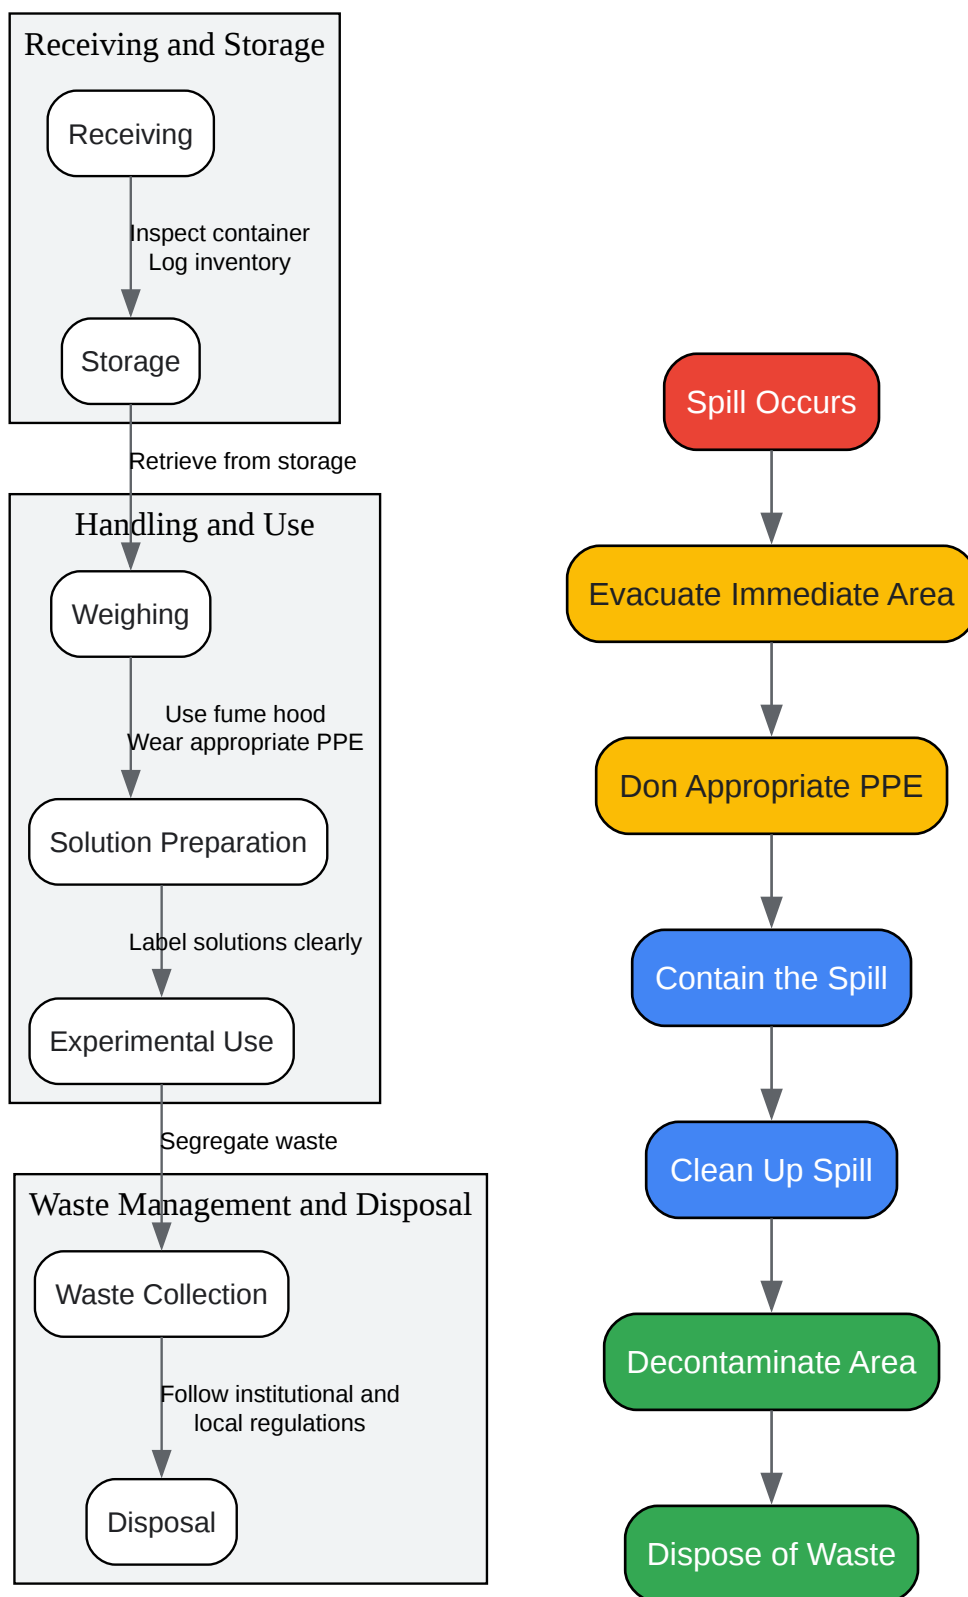 Receiving and Storage
Receiving
Inspect container
Log inventory
Storage
Retrieve from storage
Handling and Use
Weighing
Use fume hood
Wear appropriate PPE
Solution Preparation
Label solutions clearly
Experimental Use
Segregate waste
Waste Management and Disposal
Waste Collection
Follow institutional and
local regulations
Disposal
Spill Occurs
Evacuate Immediate Area
Don Appropriate PPE
Contain the Spill
Clean Up Spill
Decontaminate Area
Dispose of Waste